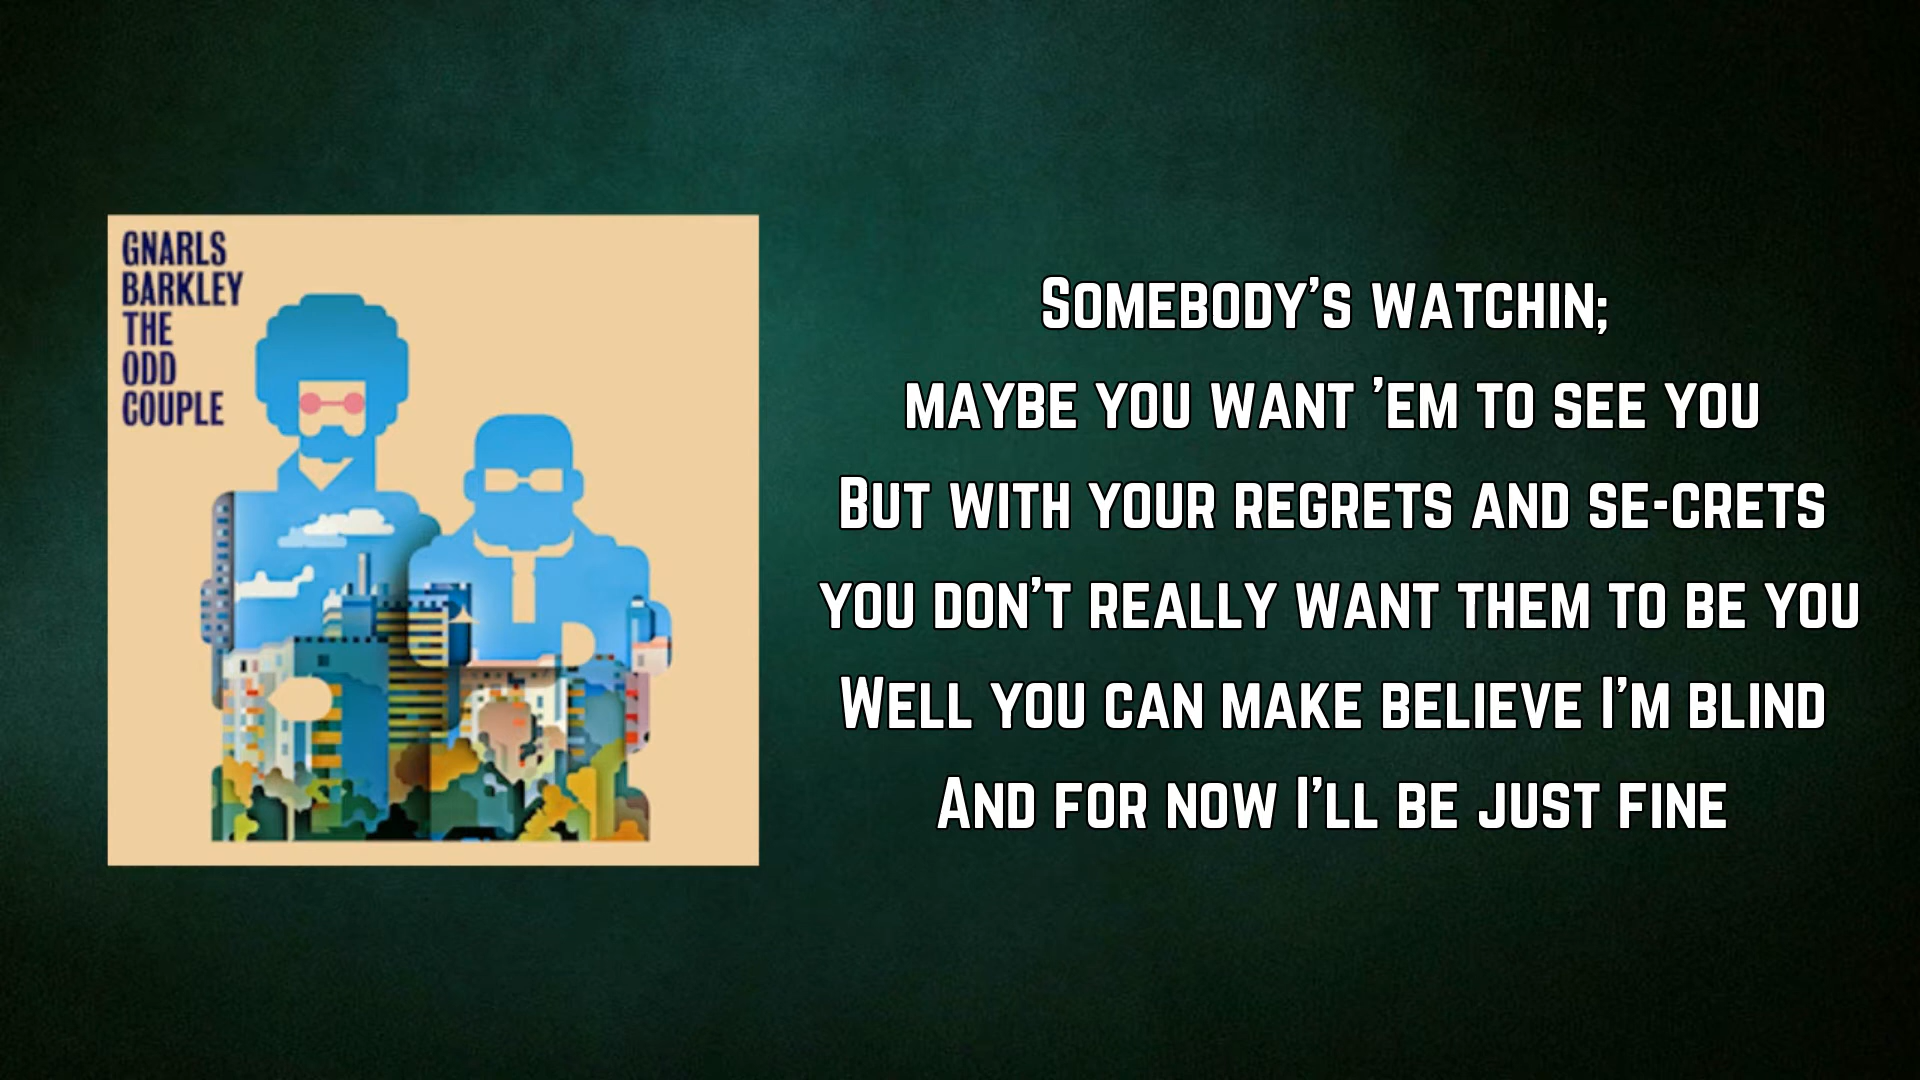 GNARLS
BARKLEY
THE
ODD
COUPLE
Somebody's watchin;
maybe you want 'em to see you
But with your regrets and se-crets
you don't really want them to be you
Well you can make believe I'm blind
And for now I'll be just fine